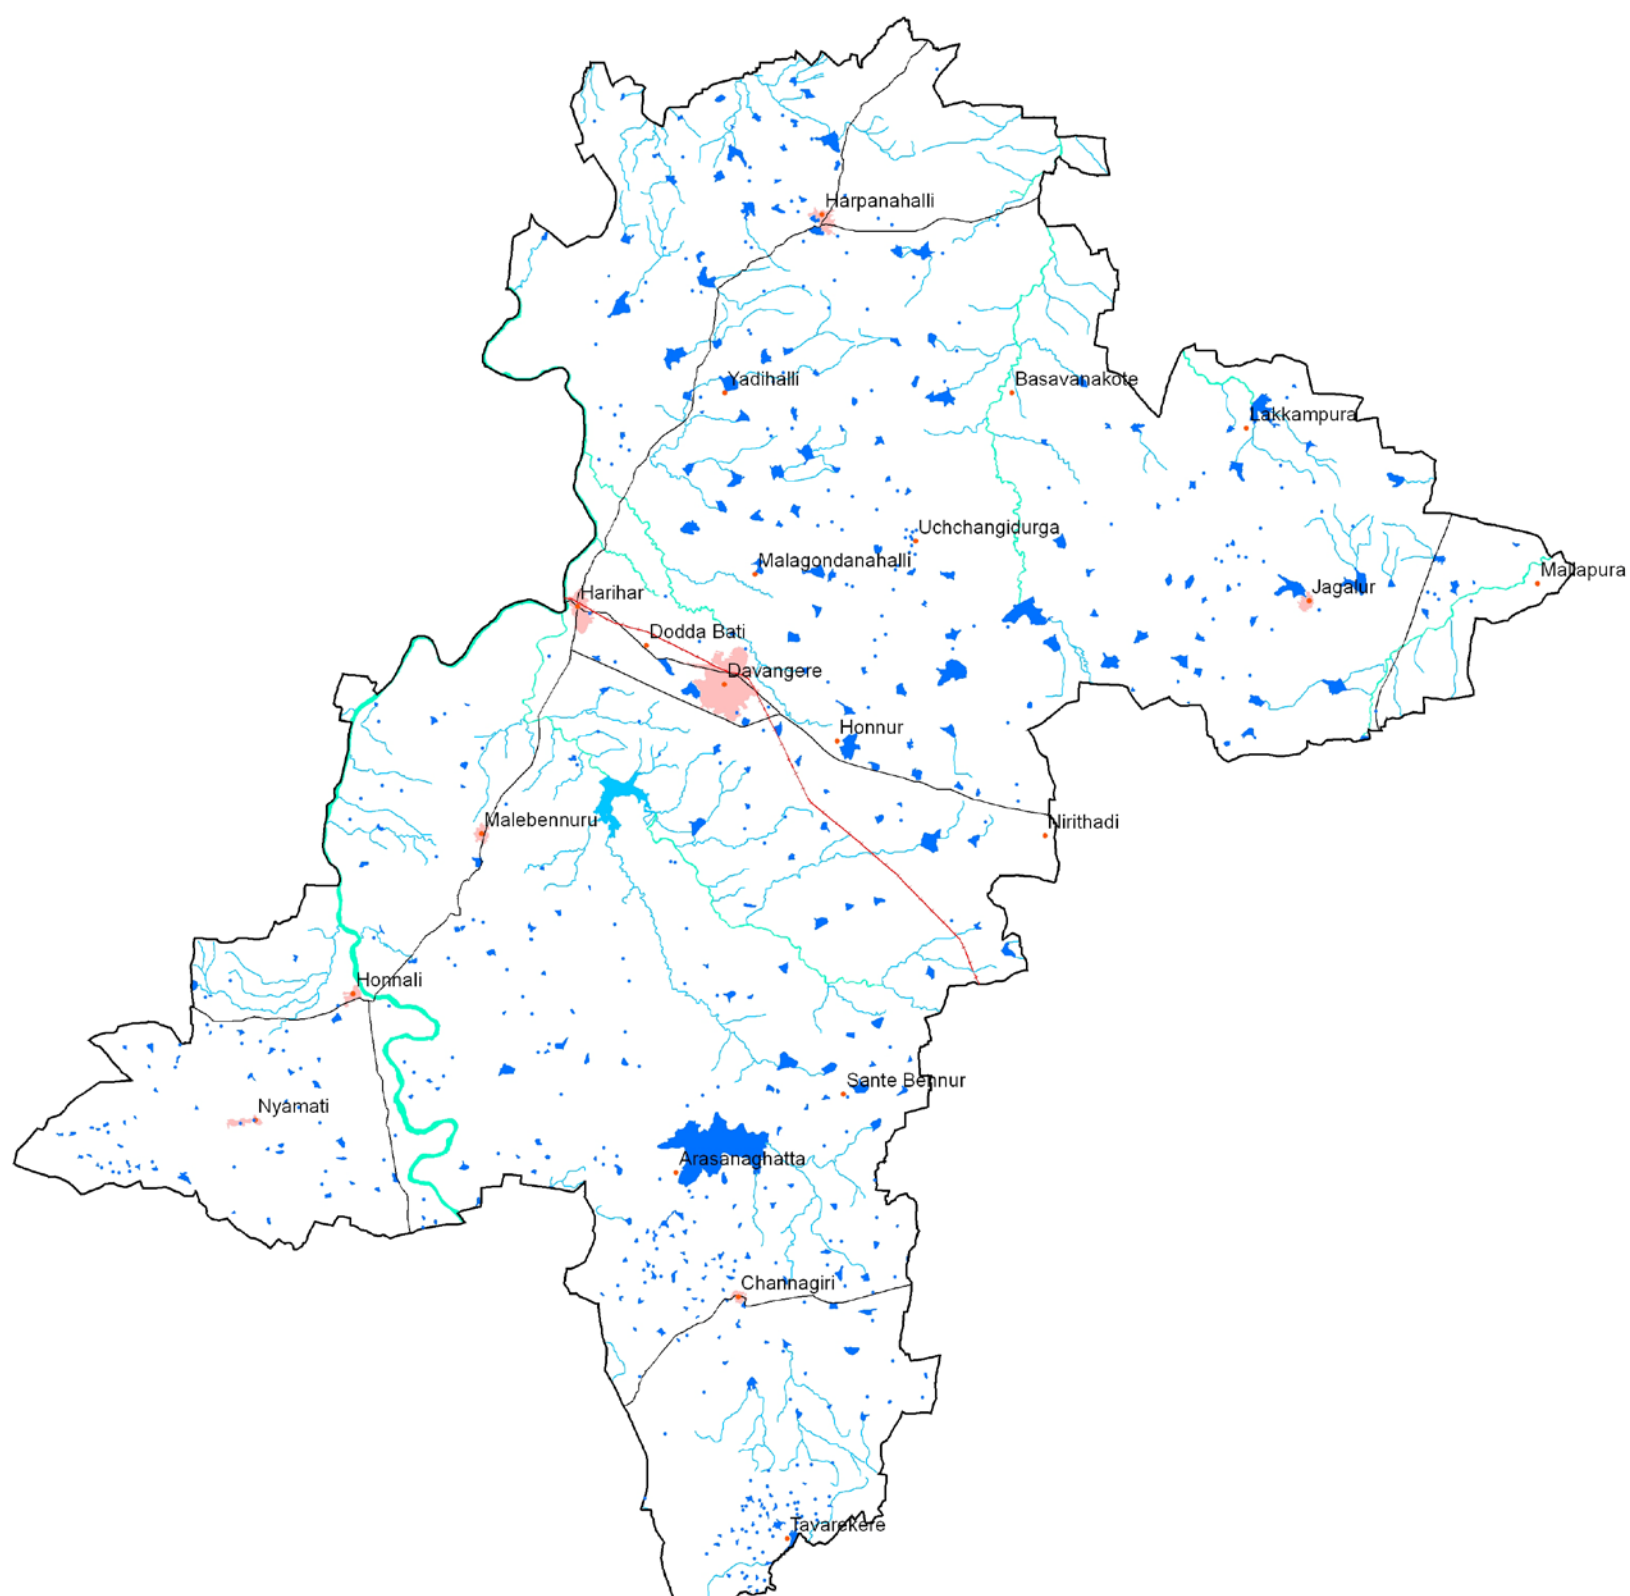 Harpanahalli
Yadihalli
Basavanakote
Lakkampura
Uchchangidurga
Malagondanahalli
Mallapura
Jagalur
Harihar
Dodda Bati
Davangere
Honnur
Malebennuru
Nirithadi
Honnali
Sante Bennur
Nyamati
Arasanaghatta
Channagiri
Tavarekere